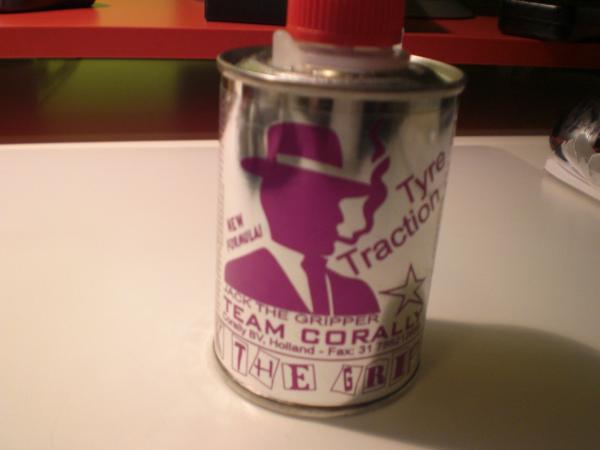 NEW
FORMULA!
Tyre
Traction
JACK THE GRIPPER
TEAM CORALLY
Corally BV, Holland - Fax: 31
THE GRI